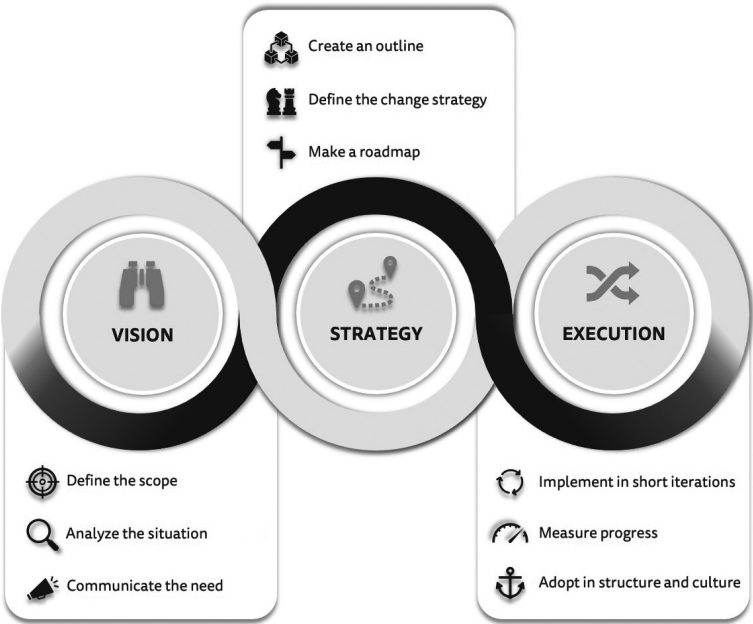 Create an outline
Define the change strategy
Make a roadmap
VISION
STRATEGY
EXECUTION
Define the scope
Analyze the situation
Communicate the need
Implement in short iterations
Measure progress
Adopt in structure and culture